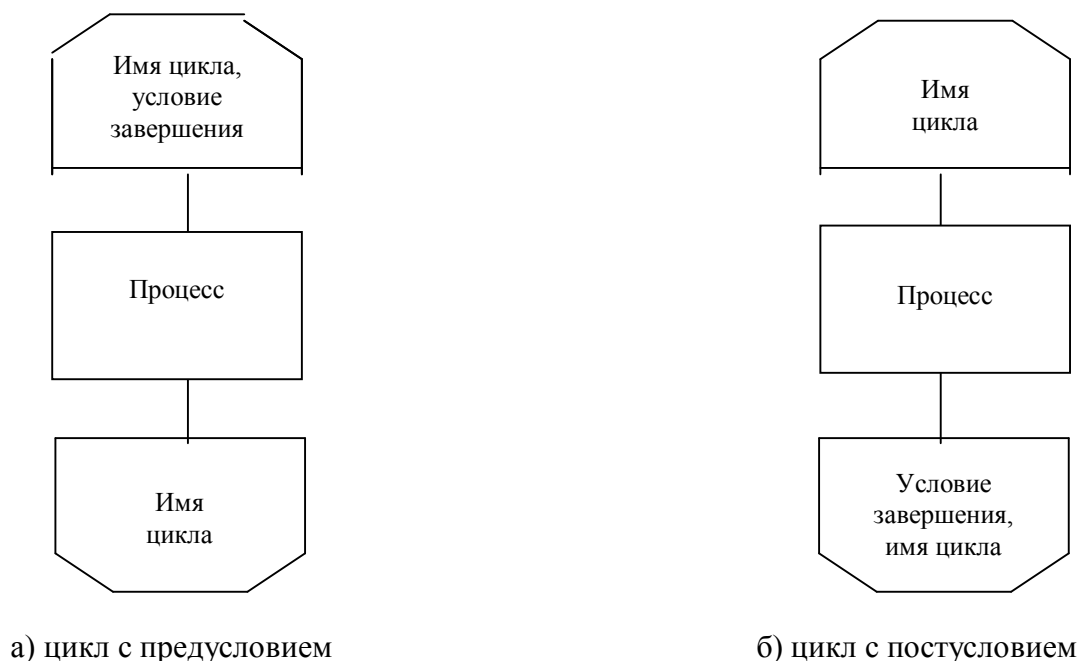 Имя цикла,
условие
завершения
Процесс
Имя
цикла
а) цикл с предусловием
Имя
цикла
Процесс
Условие
завершения,
имя цикла
б) цикл с постусловием